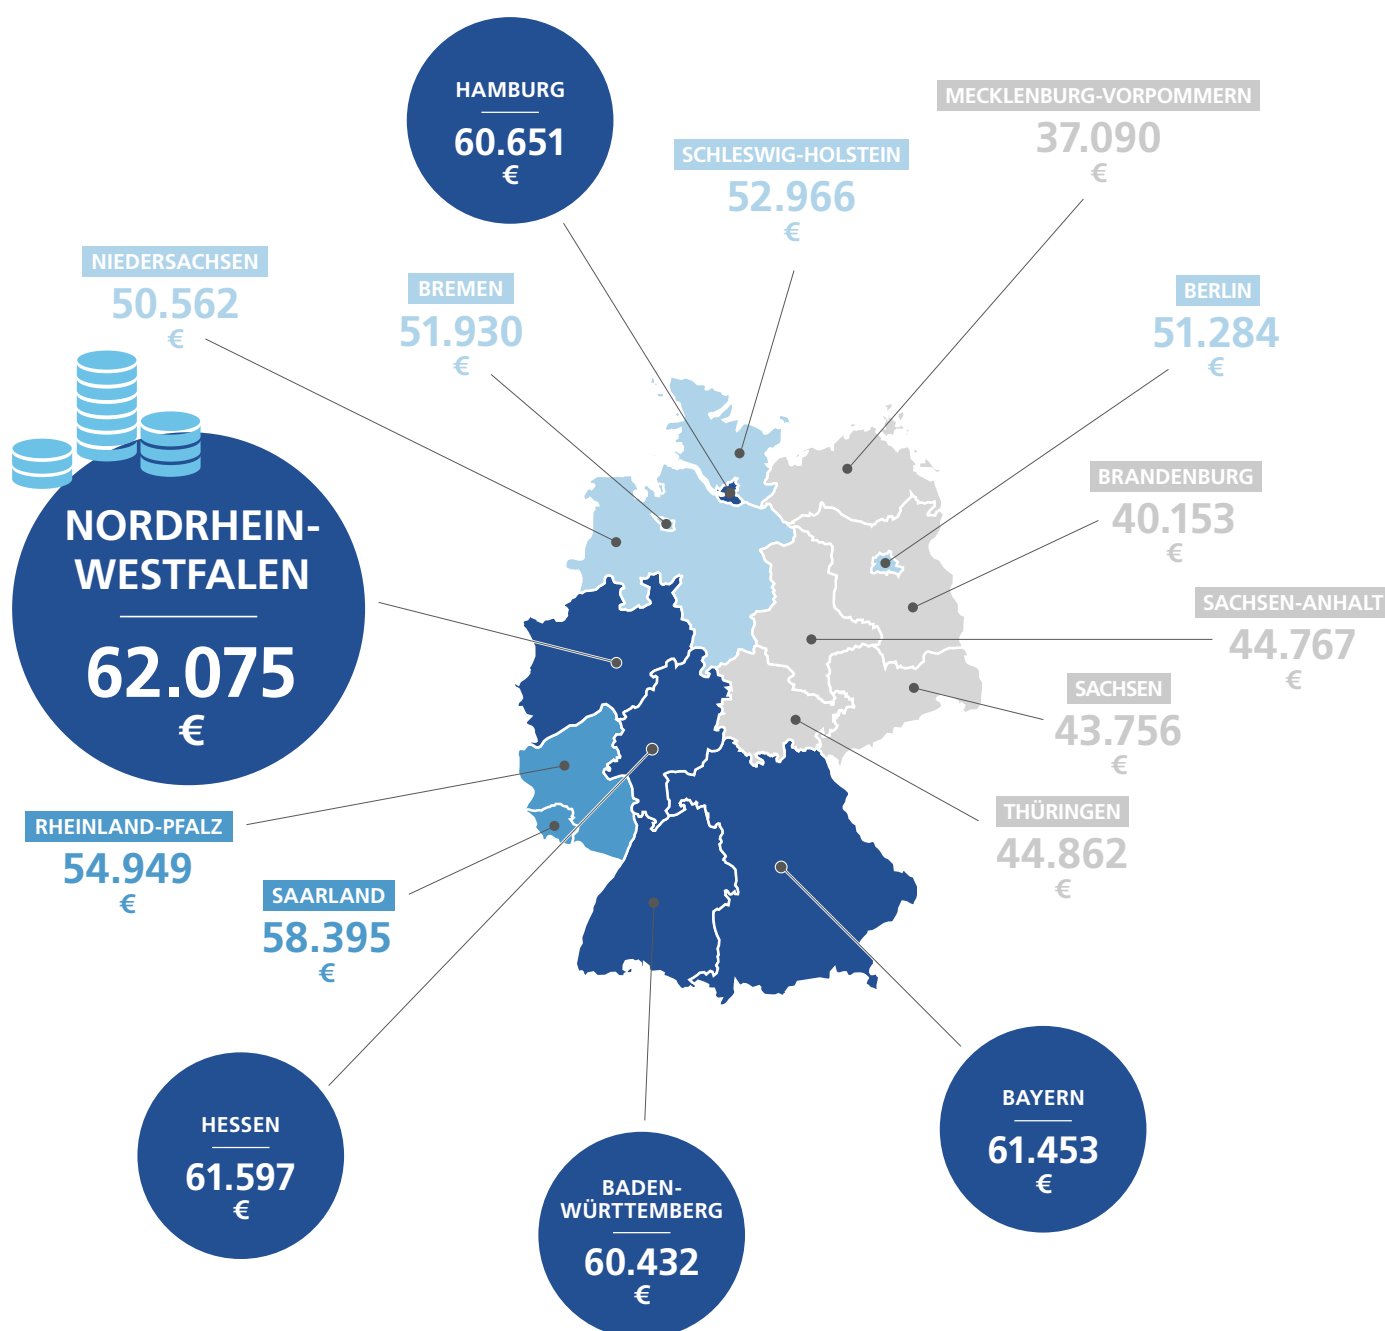 HAMBURG
60.651
€
MECKLENBURG-VORPOMMERN
37.090
€
SCHLESWIG-HOLSTEIN
52.966
€
NIEDERSACHSEN
50.562
€
BREMEN
51.930
€
BERLIN
51.284
€
BRANDENBURG
40.153
€
NORDRHEIN-
WESTFALEN
62.075
€
SACHSEN-ANHALT
44.767
€
SACHSEN
43.756
€
THÜRINGEN
44.862
€
RHEINLAND-PFALZ
54.949
€
SAARLAND
58.395
€
HESSEN
61.597
€
BADEN-
WÜRTTEMBERG
60.432
€
BAYERN
61.453
€